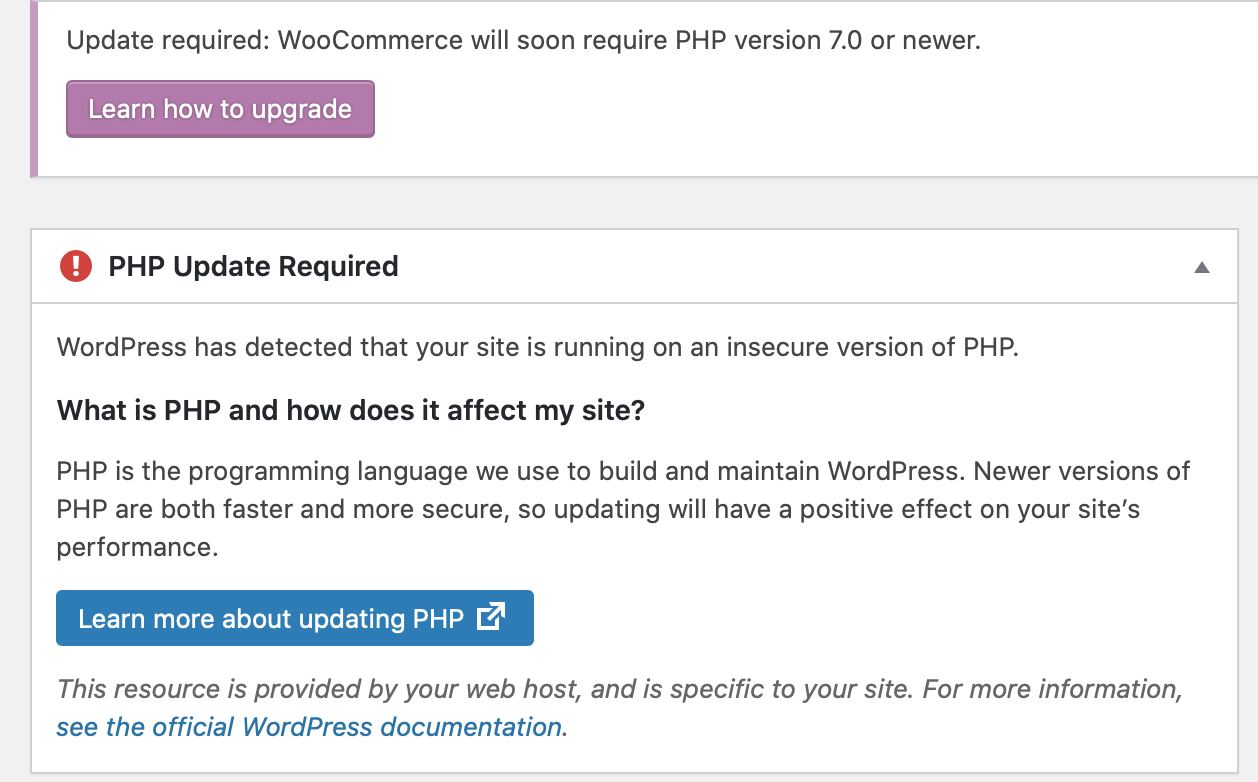 Update required: WooCommerce will soon require PHP version 7.0 or newer.
Learn how to upgrade
PHP Update Required
WordPress has detected that your site is running on an insecure version of PHP.
What is PHP and how does it affect my site?
PHP is the programming language we use to build and maintain WordPress. Newer versions of
PHP are both faster and more secure, so updating will have a positive effect on your site’s
performance.
Learn more about updating PHP
This resource is provided by your web host, and is specific to your site. For more information,
see the official WordPress documentation.